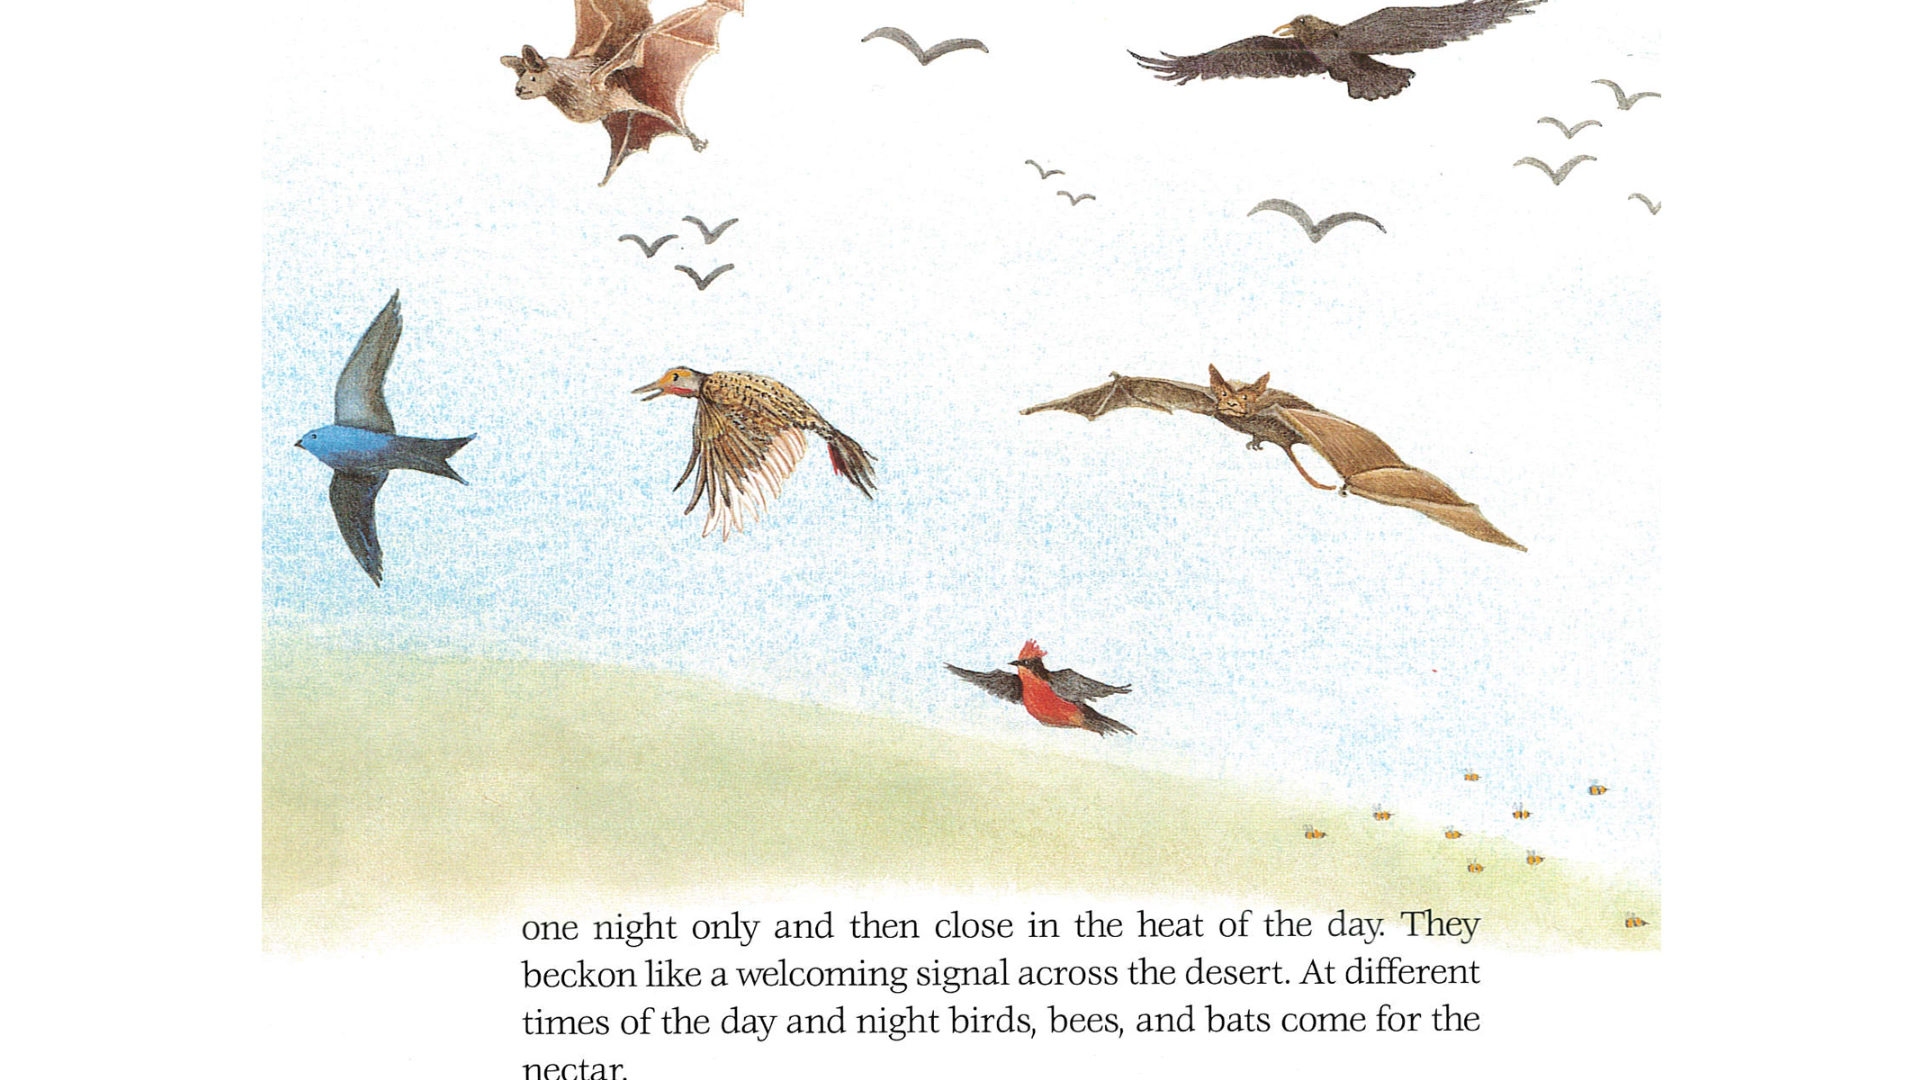 one night only and then close in the heat of the day. They
beckon like a welcoming signal across the desert. At different
times of the day and night birds, bees, and bats come for the
nectar.